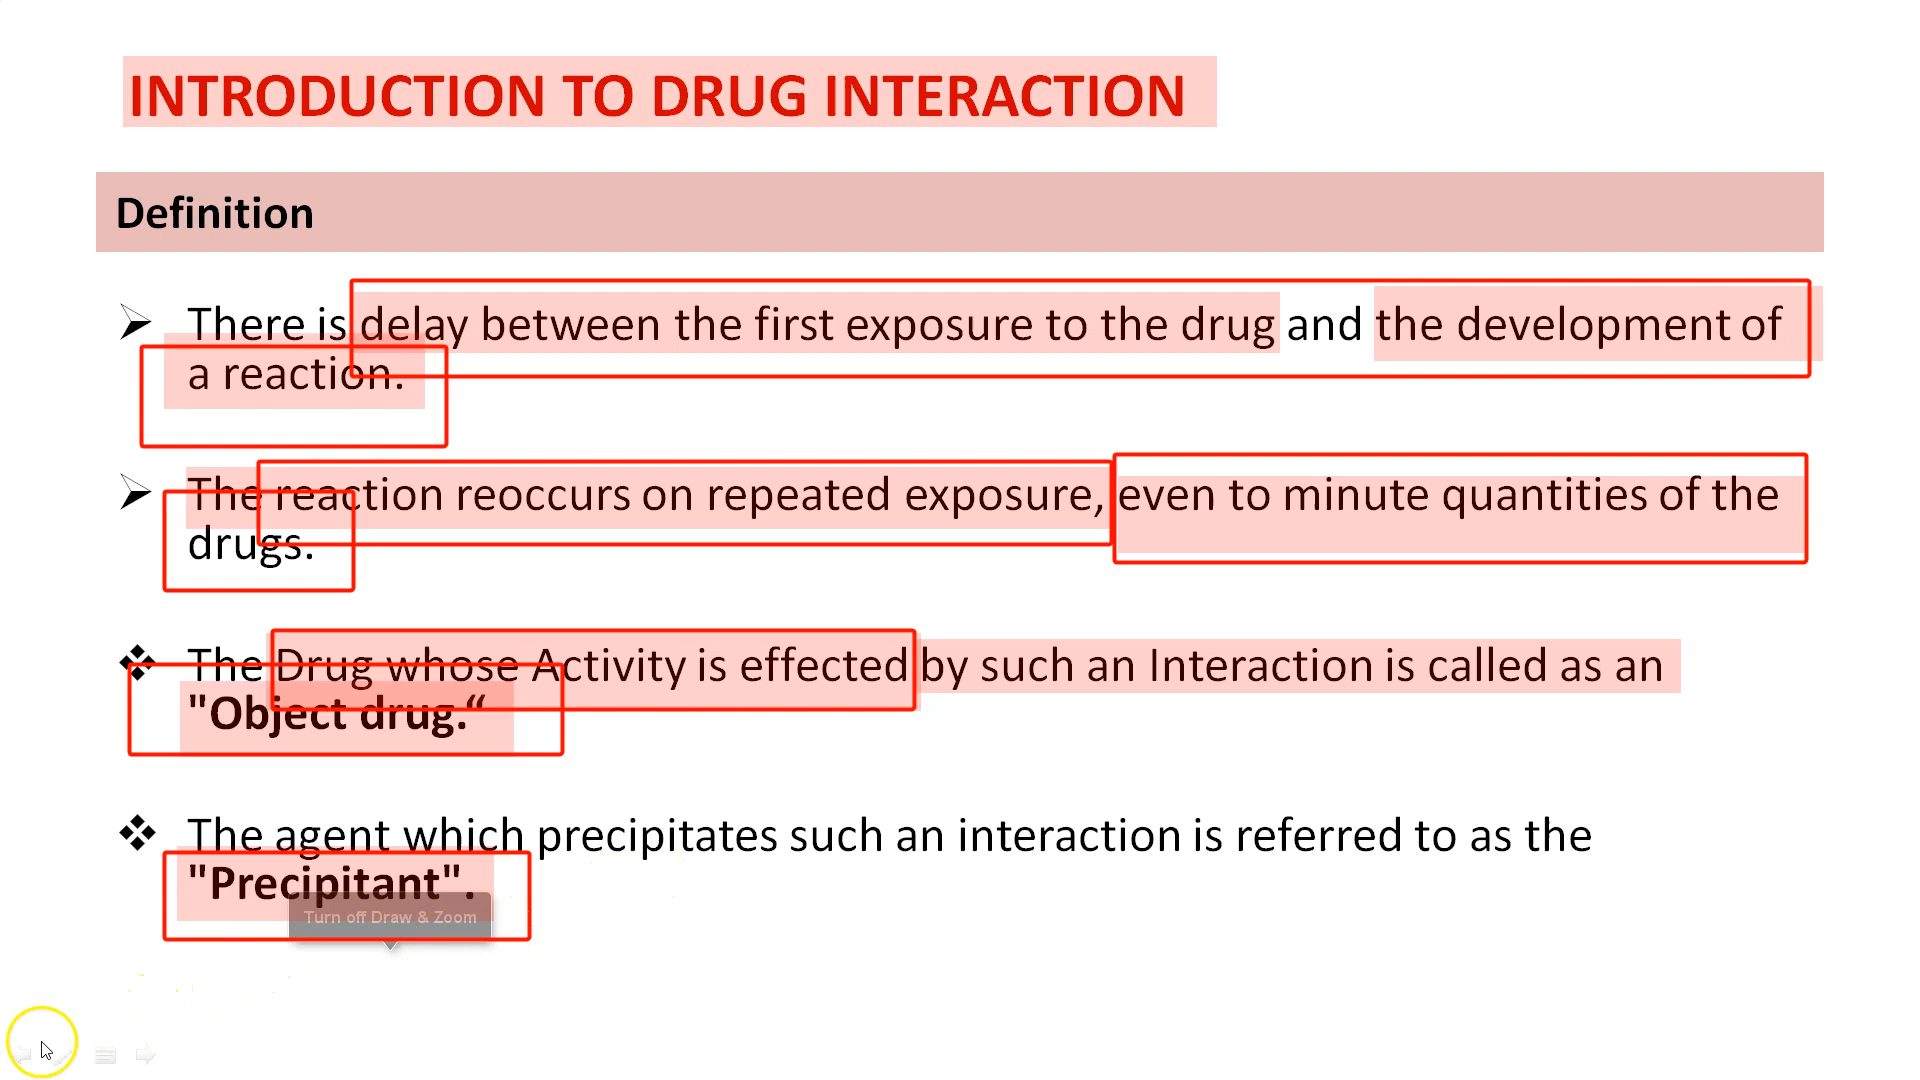 INTRODUCTION TO DRUG INTERACTION
Definition
There is delay between the first exposure to the drug and the development of
a reaction.
The reaction reoccurs on repeated exposure, even to minute quantities of the
drugs.
The Drug whose Activity is effected by such an Interaction is called as an
"Object drug.“
The agent which precipitates such an interaction is referred to as the
"Precipitant".
Turn off Draw & Zoom